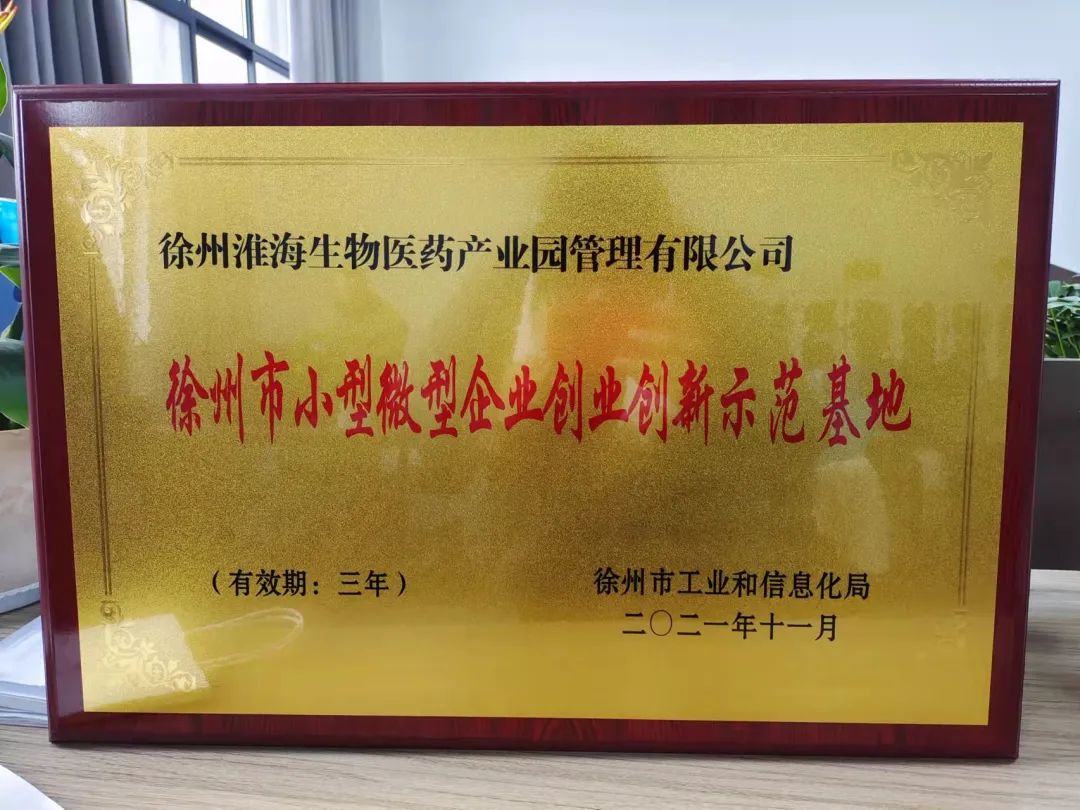 徐州淮海生物医药产业园管理有限公司
徐州市小型微型企业创业创新示范基地
（有效期：三年）
徐州市工业和信息化局
二〇二一年十一月